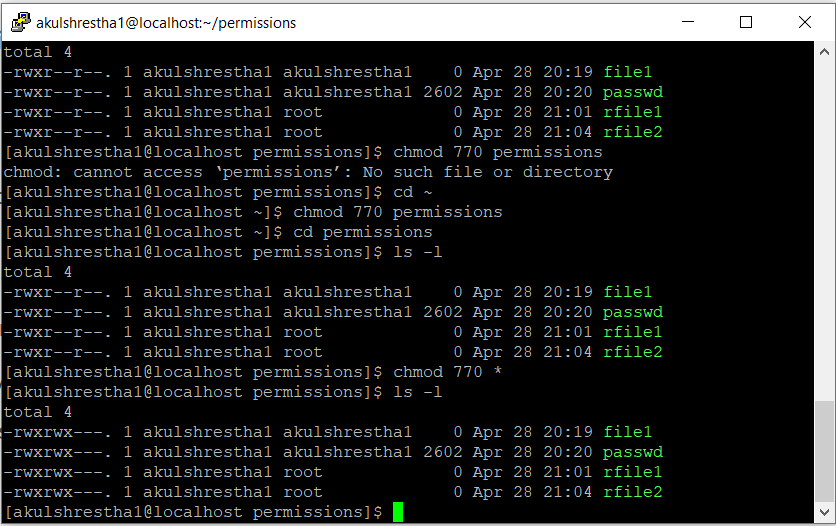 akulshrestha1@localhost:~/permissions
total 4
-rwxr--r--. 1 akulshrestha1 akulshrestha1    0 Apr 28 20:19 file1
-rwxr--r--. 1 akulshrestha1 akulshrestha1 2602 Apr 28 20:20 passwd
-rwxr--r--. 1 akulshrestha1 root             0 Apr 28 21:01 rfile1
-rwxr--r--. 1 akulshrestha1 root             0 Apr 28 21:04 rfile2
[akulshrestha1@localhost permissions]$ chmod 770 permissions
chmod: cannot access ‘permissions’: No such file or directory
[akulshrestha1@localhost permissions]$ cd ~
[akulshrestha1@localhost ~]$ chmod 770 permissions
[akulshrestha1@localhost ~]$ cd permissions
[akulshrestha1@localhost permissions]$ ls -l
total 4
-rwxr--r--. 1 akulshrestha1 akulshrestha1    0 Apr 28 20:19 file1
-rwxr--r--. 1 akulshrestha1 akulshrestha1 2602 Apr 28 20:20 passwd
-rwxr--r--. 1 akulshrestha1 root             0 Apr 28 21:01 rfile1
-rwxr--r--. 1 akulshrestha1 root             0 Apr 28 21:04 rfile2
[akulshrestha1@localhost permissions]$ chmod 770 *
[akulshrestha1@localhost permissions]$ ls -l
total 4
-rwxrwx---. 1 akulshrestha1 akulshrestha1    0 Apr 28 20:19 file1
-rwxrwx---. 1 akulshrestha1 akulshrestha1 2602 Apr 28 20:20 passwd
-rwxrwx---. 1 akulshrestha1 root             0 Apr 28 21:01 rfile1
-rwxrwx---. 1 akulshrestha1 root             0 Apr 28 21:04 rfile2
[akulshrestha1@localhost permissions]$